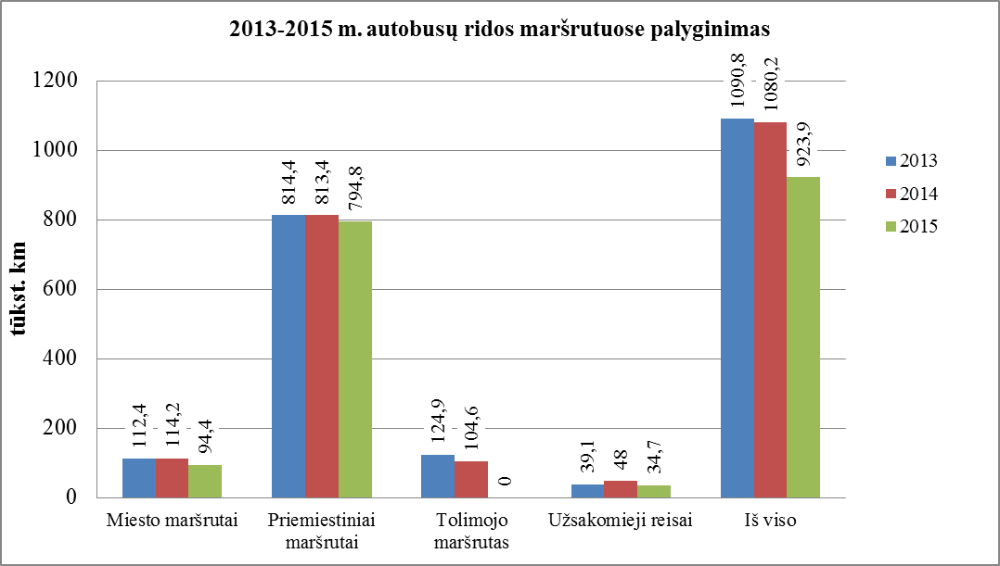 2013-2015 m. autobusų ridos maršrutuose palyginimas
tūkst. km
1200
1000
800
600
400
200
0
112,4
114,2
94,4
814,4
813,4
794,8
124,9
104,6
0
39,1
48
34,7
1090,8
1080,2
923,9
Miesto maršrutai
Priemiestiniai
maršrutai
Tolimojo
maršrutas
Užsakomieji reisai
Iš viso
2013
2014
2015